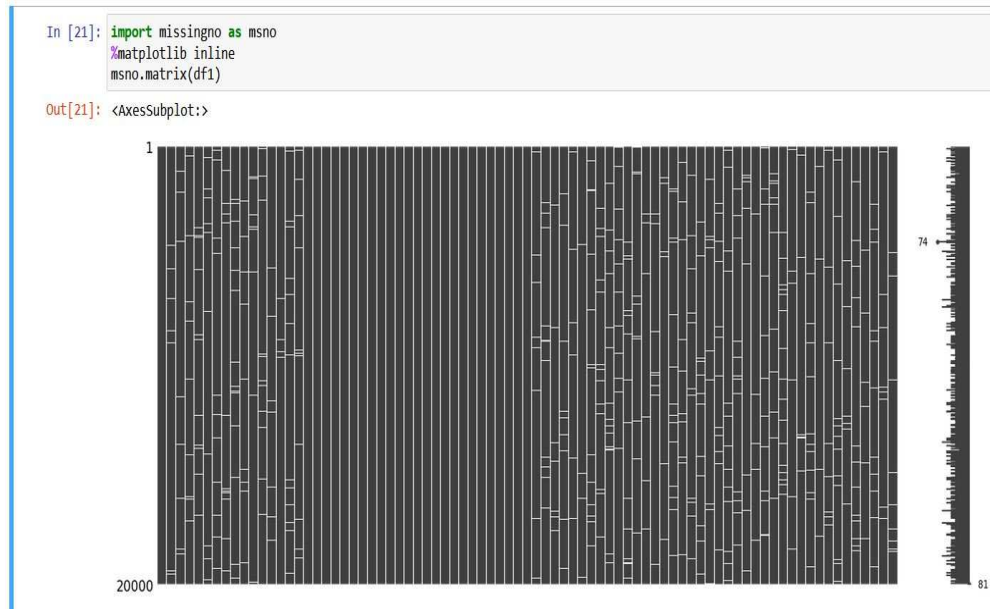 In [21]: import missingno as msno
%matplotlib inline
msno.matrix(df1)
Out[21]: <AxesSubplot:>
1
74
20000
81